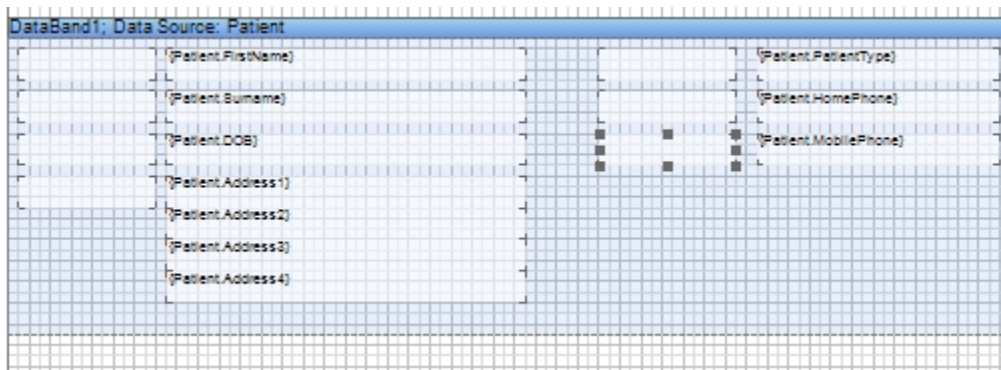 DataBand1; Data Source: Patient
{Patient.FirstName}
{Patient.PatientType}
{Patient.Surname}
{Patient.HomePhone}
{Patient.DOB}
{Patient.MobilePhone}
{Patient.Address1}
{Patient.Address2}
{Patient.Address3}
{Patient.Address4}